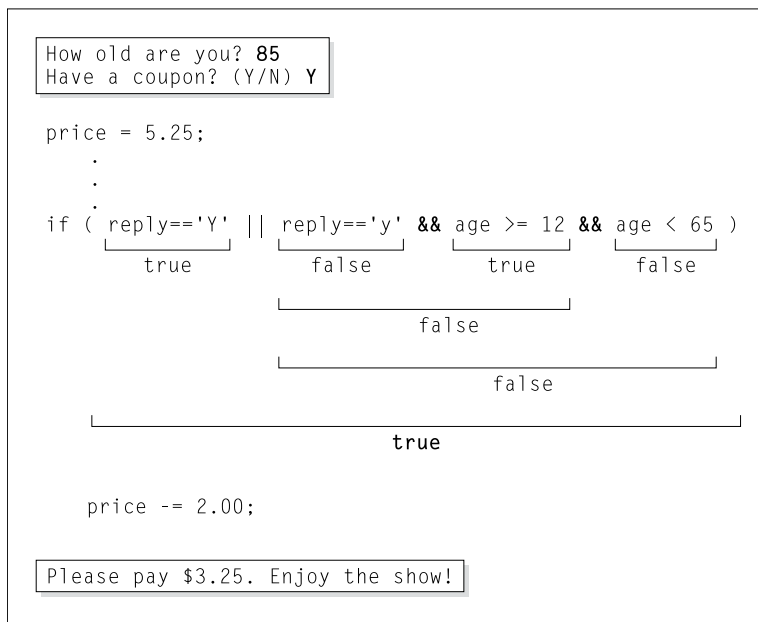 How old are you? 85
Have a coupon? (Y/N) Y
price = 5.25;
.
.
.
if ( reply=='Y' || reply=='y' && age >= 12 && age < 65 )
true false true false
false
false
true
price -= 2.00;
Please pay $3.25. Enjoy the show!